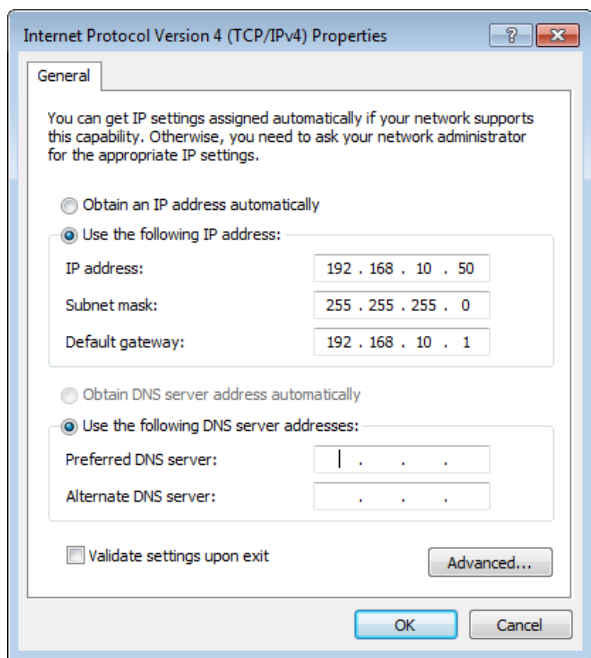 Internet Protocol Version 4 (TCP/IPv4) Properties
?
General
You can get IP settings assigned automatically if your network supports
this capability. Otherwise, you need to ask your network administrator
for the appropriate IP settings.
Obtain an IP address automatically
Use the following IP address:
IP address: 192 . 168 . 10 . 50
Subnet mask: 255 . 255 . 255 . 0
Default gateway: 192 . 168 . 10 . 1
Obtain DNS server address automatically
Use the following DNS server addresses:
Preferred DNS server: . . .
Alternate DNS server: . . .
Validate settings upon exit
Advanced...
OK Cancel